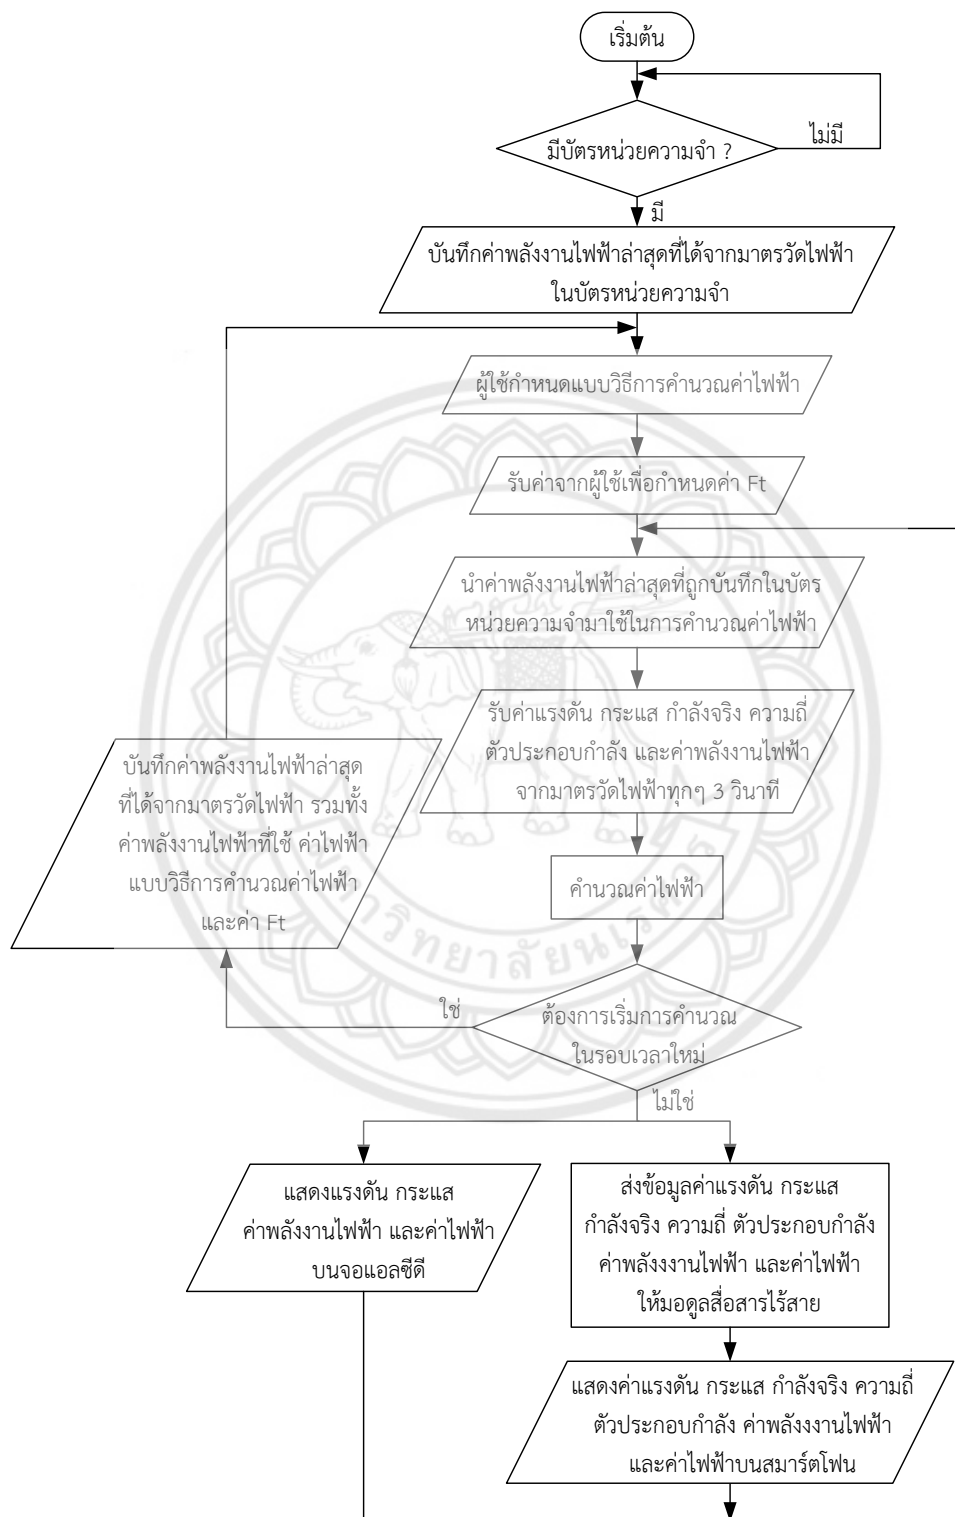 เริ่มต้น
มีบัตรหน่วยความจำ ?
ไม่มี
มี
บันทึกค่าพลังงานไฟฟ้าล่าสุดที่ได้จากมาตรวัดไฟฟ้า
ในบัตรหน่วยความจำ
ผู้ใช้กำหนดแบบวิธีการคำนวณค่าไฟฟ้า
รับค่าจากผู้ใช้เพื่อกำหนดค่า Ft
นำค่าพลังงานไฟฟ้าล่าสุดที่ถูกบันทึกในบัตร
หน่วยความจำมาใช้ในการคำนวณค่าไฟฟ้า
รับค่าแรงดัน กระแส กำลังจริง ความถี่
ตัวประกอบกำลัง และค่าพลังงานไฟฟ้า
จากมาตรวัดไฟฟ้าทุกๆ 3 วินาที
บันทึกค่าพลังงานไฟฟ้าล่าสุด
ที่ได้จากมาตรวัดไฟฟ้า รวมทั้ง
ค่าพลังงานไฟฟ้าที่ใช้ ค่าไฟฟ้า
แบบวิธีการคำนวณค่าไฟฟ้า
และค่า Ft
คำนวณค่าไฟฟ้า
มหาวิทยาลัยนเรศวร
ใช่
ต้องการเริ่มการคำนวณ
ในรอบเวลาใหม่
ไม่ใช่
แสดงแรงดัน กระแส
ค่าพลังงานไฟฟ้า และค่าไฟฟ้า
บนจอแอลซีดี
ส่งข้อมูลค่าแรงดัน กระแส
กำลังจริง ความถี่ ตัวประกอบกำลัง
ค่าพลังงงานไฟฟ้า และค่าไฟฟ้า
ให้มอดูลสื่อสารไร้สาย
แสดงค่าแรงดัน กระแส กำลังจริง ความถี่
ตัวประกอบกำลัง ค่าพลังงงานไฟฟ้า
และค่าไฟฟ้าบนสมาร์ตโฟน